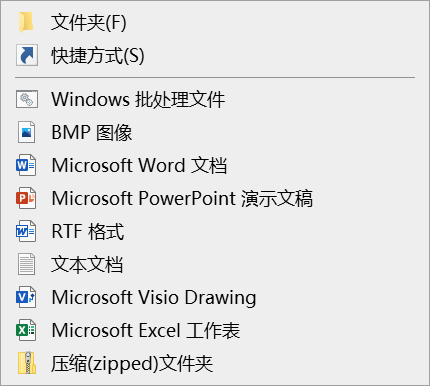 文件夹(F)
快捷方式(S)
Windows 批处理文件
BMP 图像
Microsoft Word 文档
Microsoft PowerPoint 演示文稿
RTF 格式
文本文档
Microsoft Visio Drawing
Microsoft Excel 工作表
压缩(zipped)文件夹